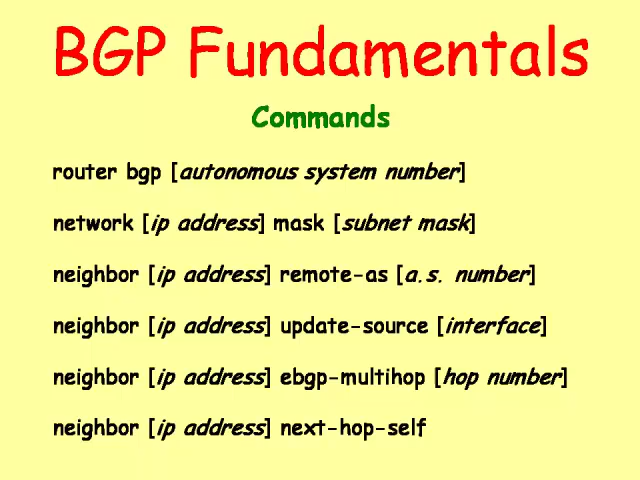 BGP Fundamentals
Commands
router bgp [autonomous system number]
network [ip address] mask [subnet mask]
neighbor [ip address] remote-as [a.s. number]
neighbor [ip address] update-source [interface]
neighbor [ip address] ebgp-multihop [hop number]
neighbor [ip address] next-hop-self